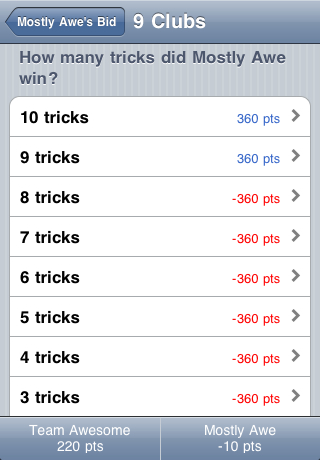 Mostly Awe's Bid
9 Clubs
How many tricks did Mostly Awe
win?
10 tricks 360 pts
9 tricks 360 pts
8 tricks -360 pts
7 tricks -360 pts
6 tricks -360 pts
5 tricks -360 pts
4 tricks -360 pts
3 tricks -360 pts
Team Awesome
220 pts
Mostly Awe
-10 pts